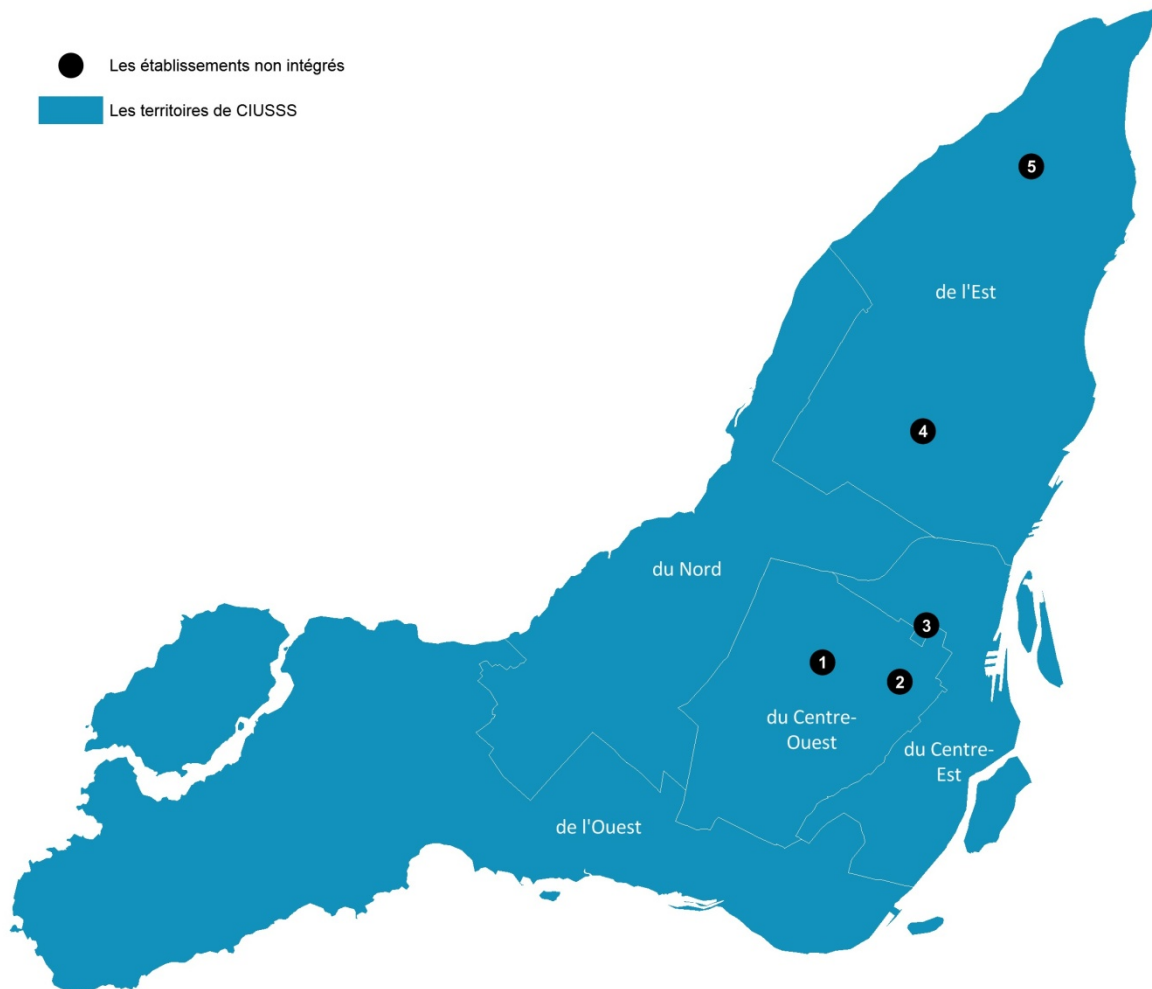 Les établissements non intégrés
Les territoires de CIUSSS
5
de l'Est
4
du Nord
3
1
2
du Centre-
Ouest
du Centre-
Est
de l'Ouest